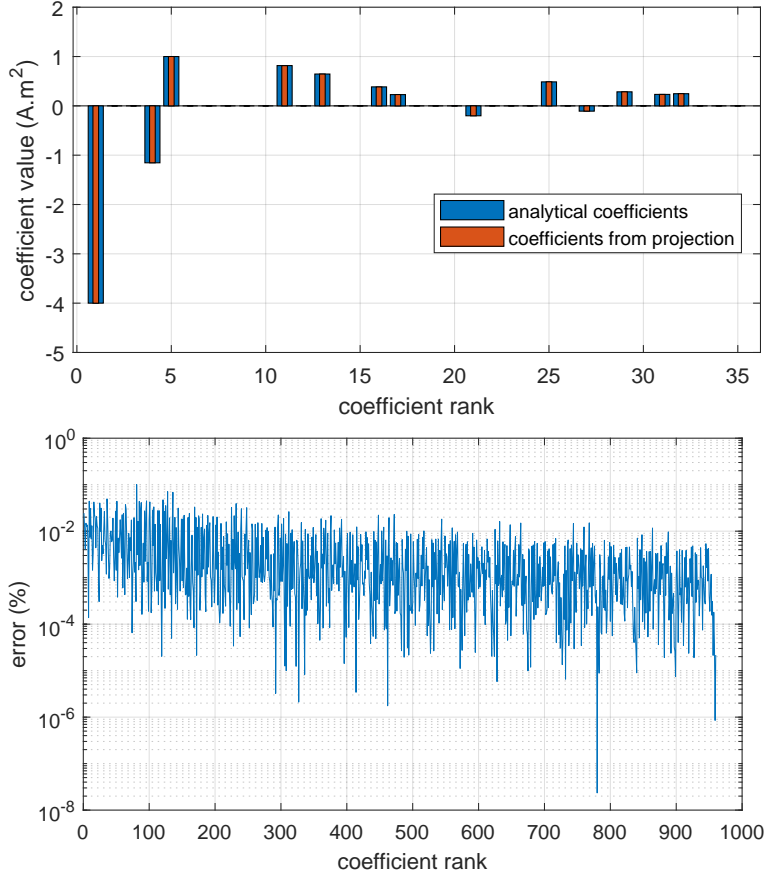 2
1
0
-1
-2
-3
-4
-5
coefficient value (A.m²)
analytical coefficients
coefficients from projection
0 5 10 15 20 25 30 35
coefficient rank
10⁰
10⁻²
10⁻⁴
10⁻⁶
10⁻⁸
error (%)
0 100 200 300 400 500 600 700 800 900 1000
coefficient rank